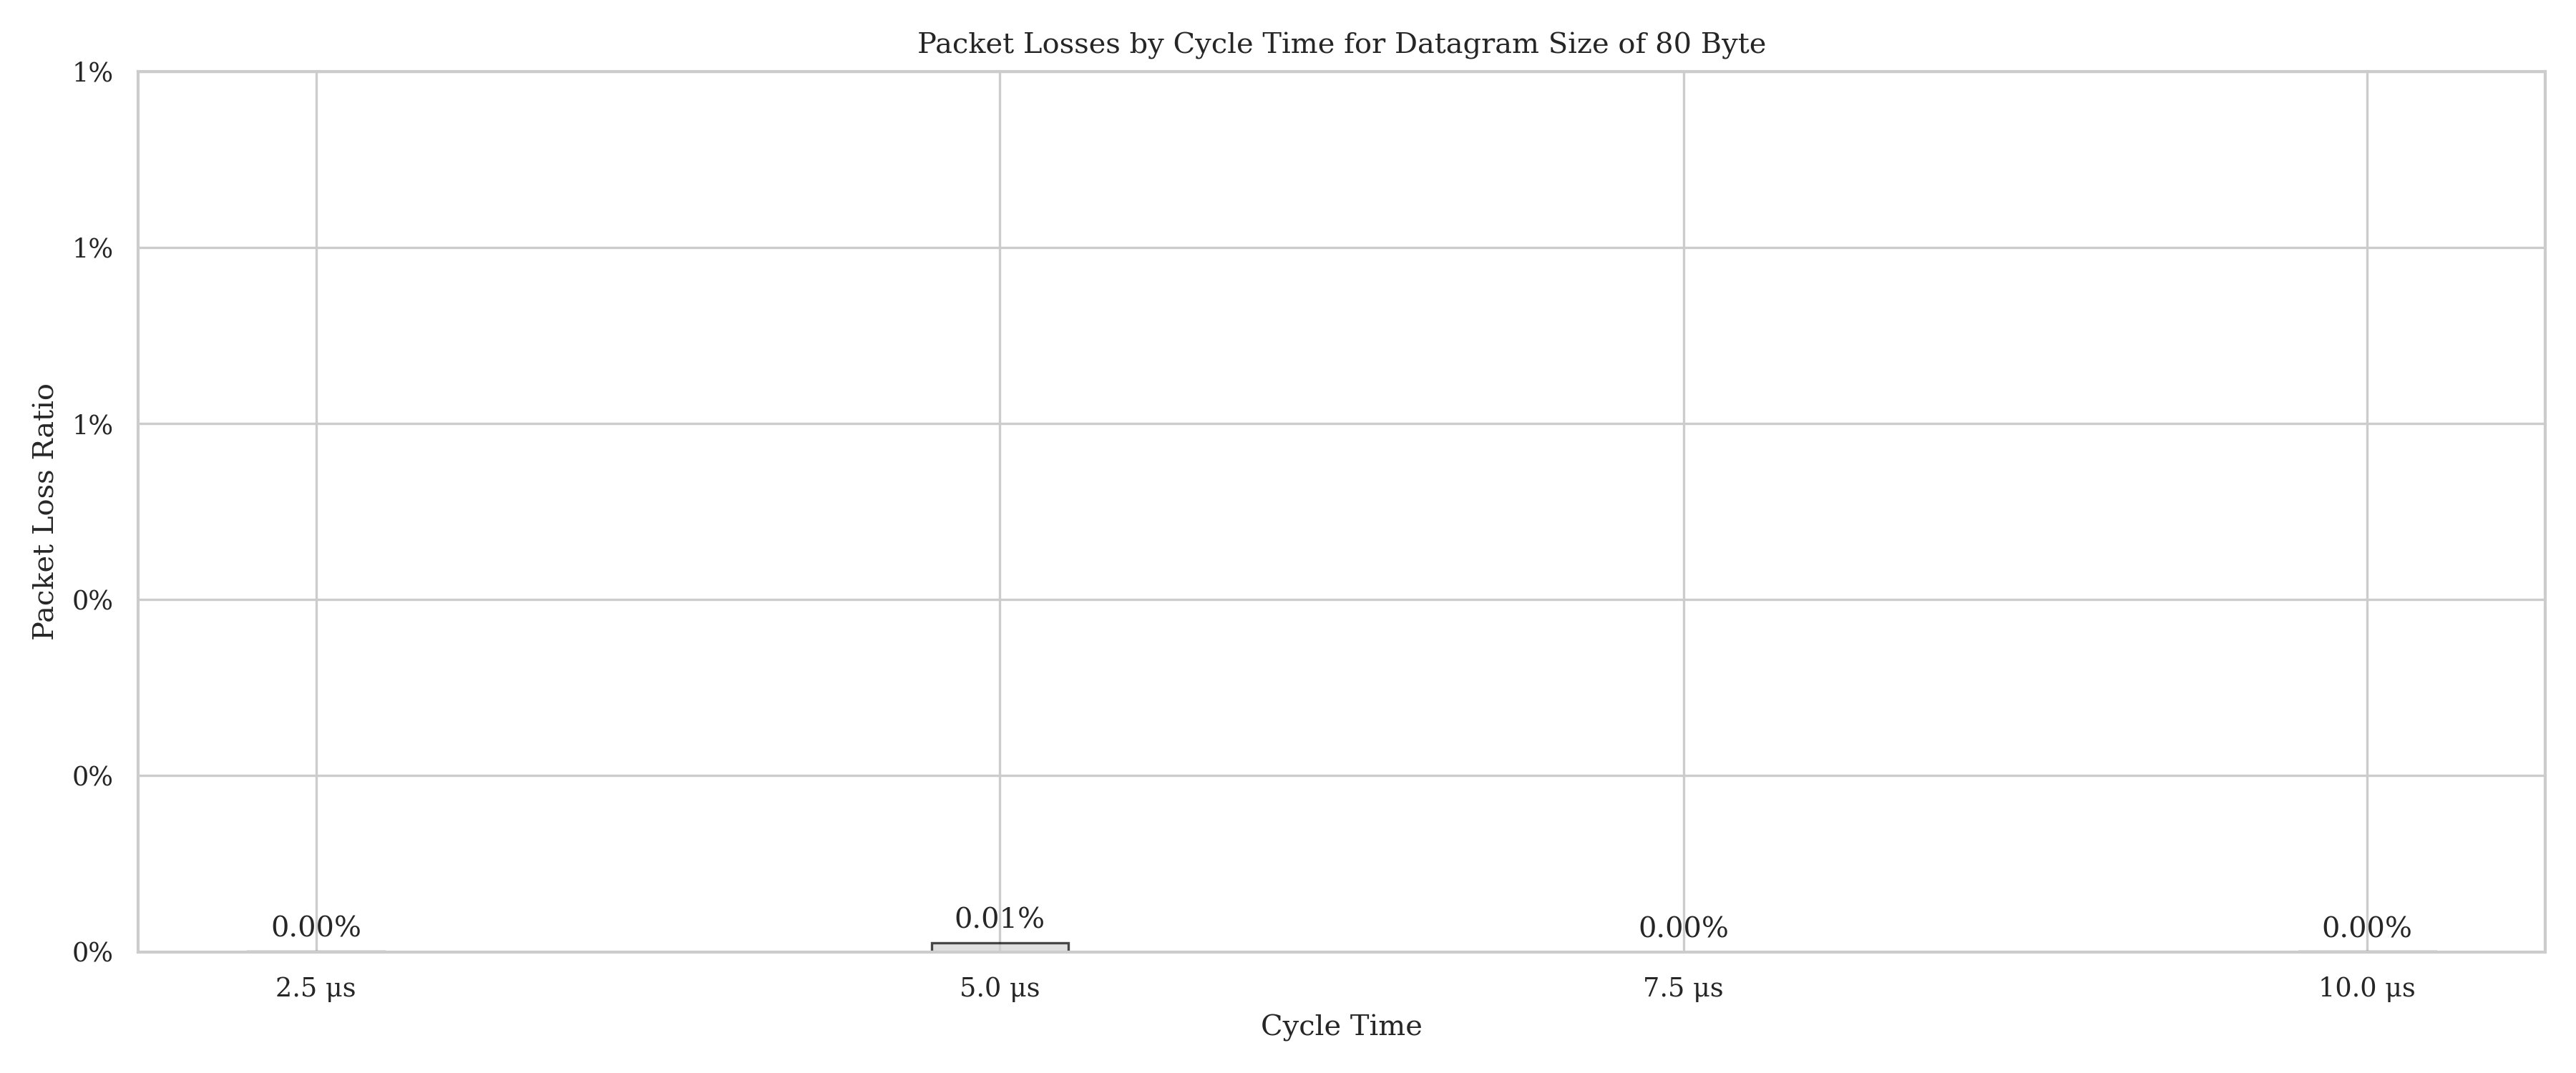 Packet Losses by Cycle Time for Datagram Size of 80 Byte
1%
1%
1%
0%
0%
0%
Packet Loss Ratio
0.00%
0.01%
0.00%
0.00%
2.5 µs
5.0 µs
7.5 µs
10.0 µs
Cycle Time